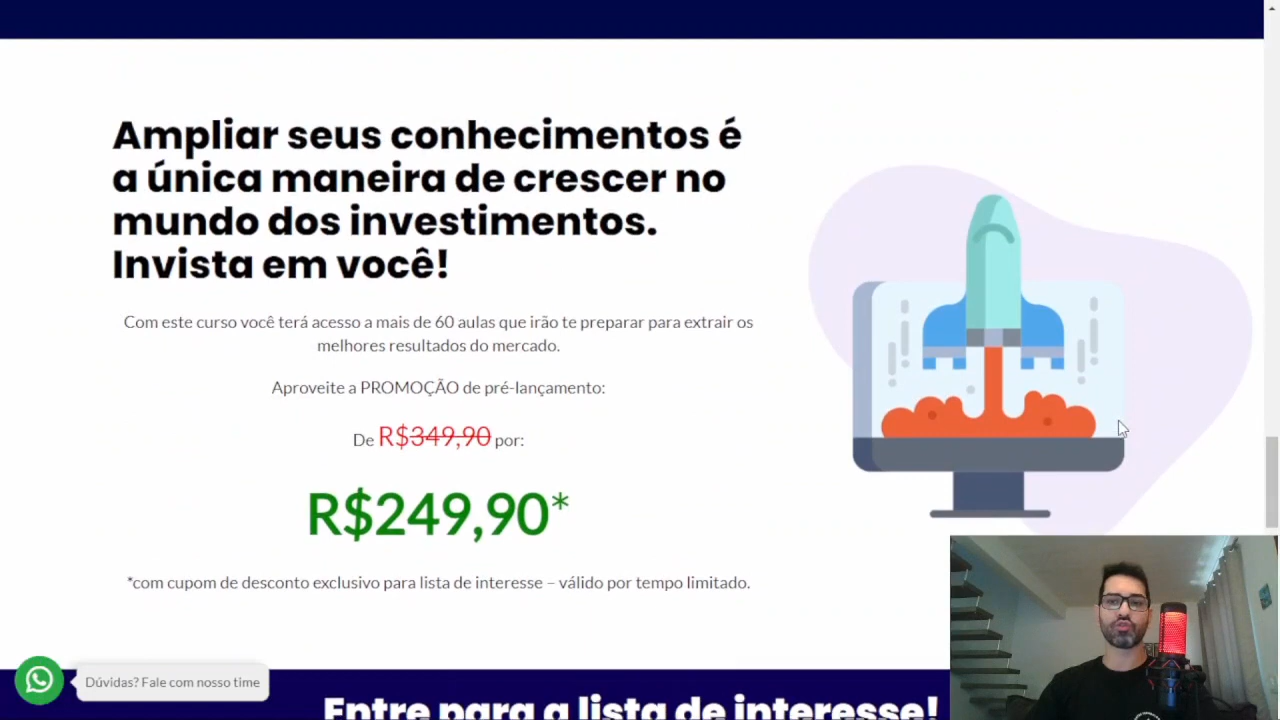 Ampliar seus conhecimentos é
a única maneira de crescer no
mundo dos investimentos.
Invista em você!
Com este curso você terá acesso a mais de 60 aulas que irão te preparar para extrair os
melhores resultados do mercado.
Aproveite a PROMOÇÃO de pré-lançamento:
De R$349,90 por:
R$249,90*
*com cupom de desconto exclusivo para lista de interesse – válido por tempo limitado.
Dúvidas? Fale com nosso time
Entre para a lista de interesse!